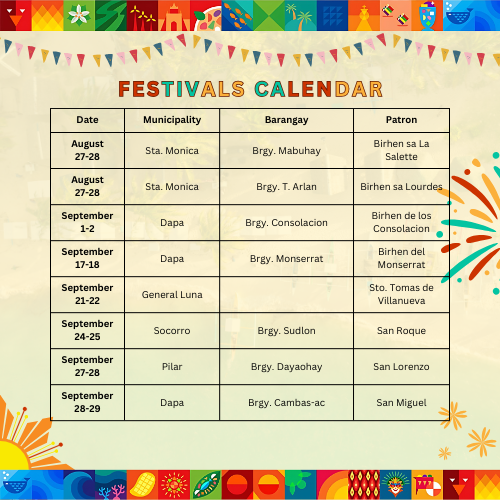 FESTIVALS CALENDAR
Date Municipality Barangay Patron
August
27-28
Sta. Monica
Brgy. Mabuhay
Birhen sa La
Salette
August
27-28
Sta. Monica
Brgy. T. Arlan
Birhen sa Lourdes
September
1-2
Dapa
Brgy. Consolacion
Birhen de los
Consolacion
September
17-18
Dapa
Brgy. Monserrat
Birhen del
Monserrat
September
21-22
General Luna
Sto. Tomas de
Villanueva
September
24-25
Socorro
Brgy. Sudlon
San Roque
September
27-28
Pilar
Brgy. Dayaohay
San Lorenzo
September
28-29
Dapa
Brgy. Cambas-ac
San Miguel